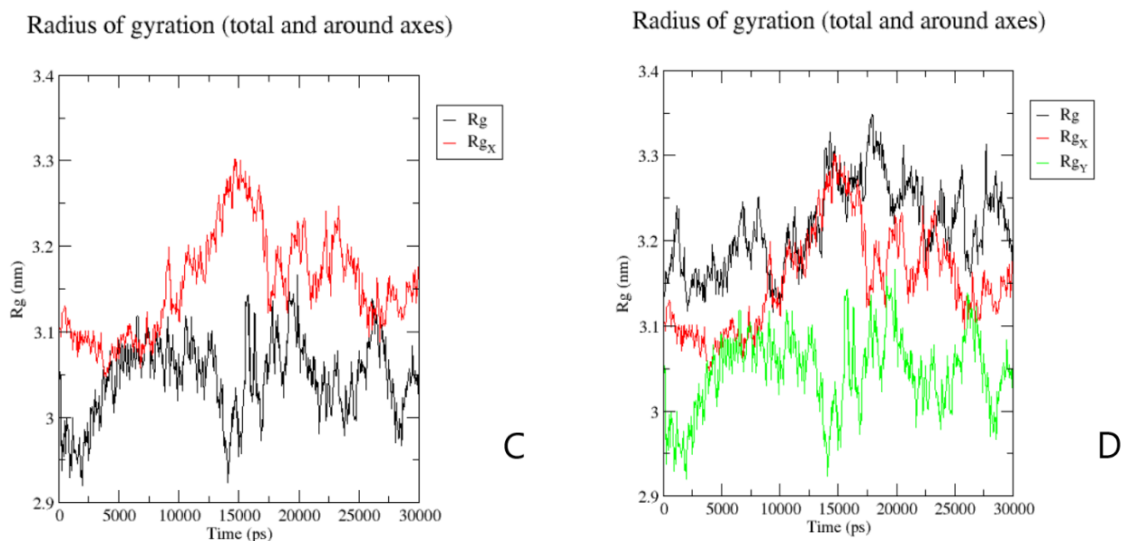 Radius of gyration (total and around axes)
3.4
3.3
3.2
3.1
3
2.9
Rg (nm)
0 5000 10000 15000 20000 25000 30000
Time (ps)
Rg
Rg_X
C
Radius of gyration (total and around axes)
3.4
3.3
3.2
3.1
3
2.9
Rg (nm)
0 5000 10000 15000 20000 25000 30000
Time (ps)
Rg
Rg_X
Rg_Y
D